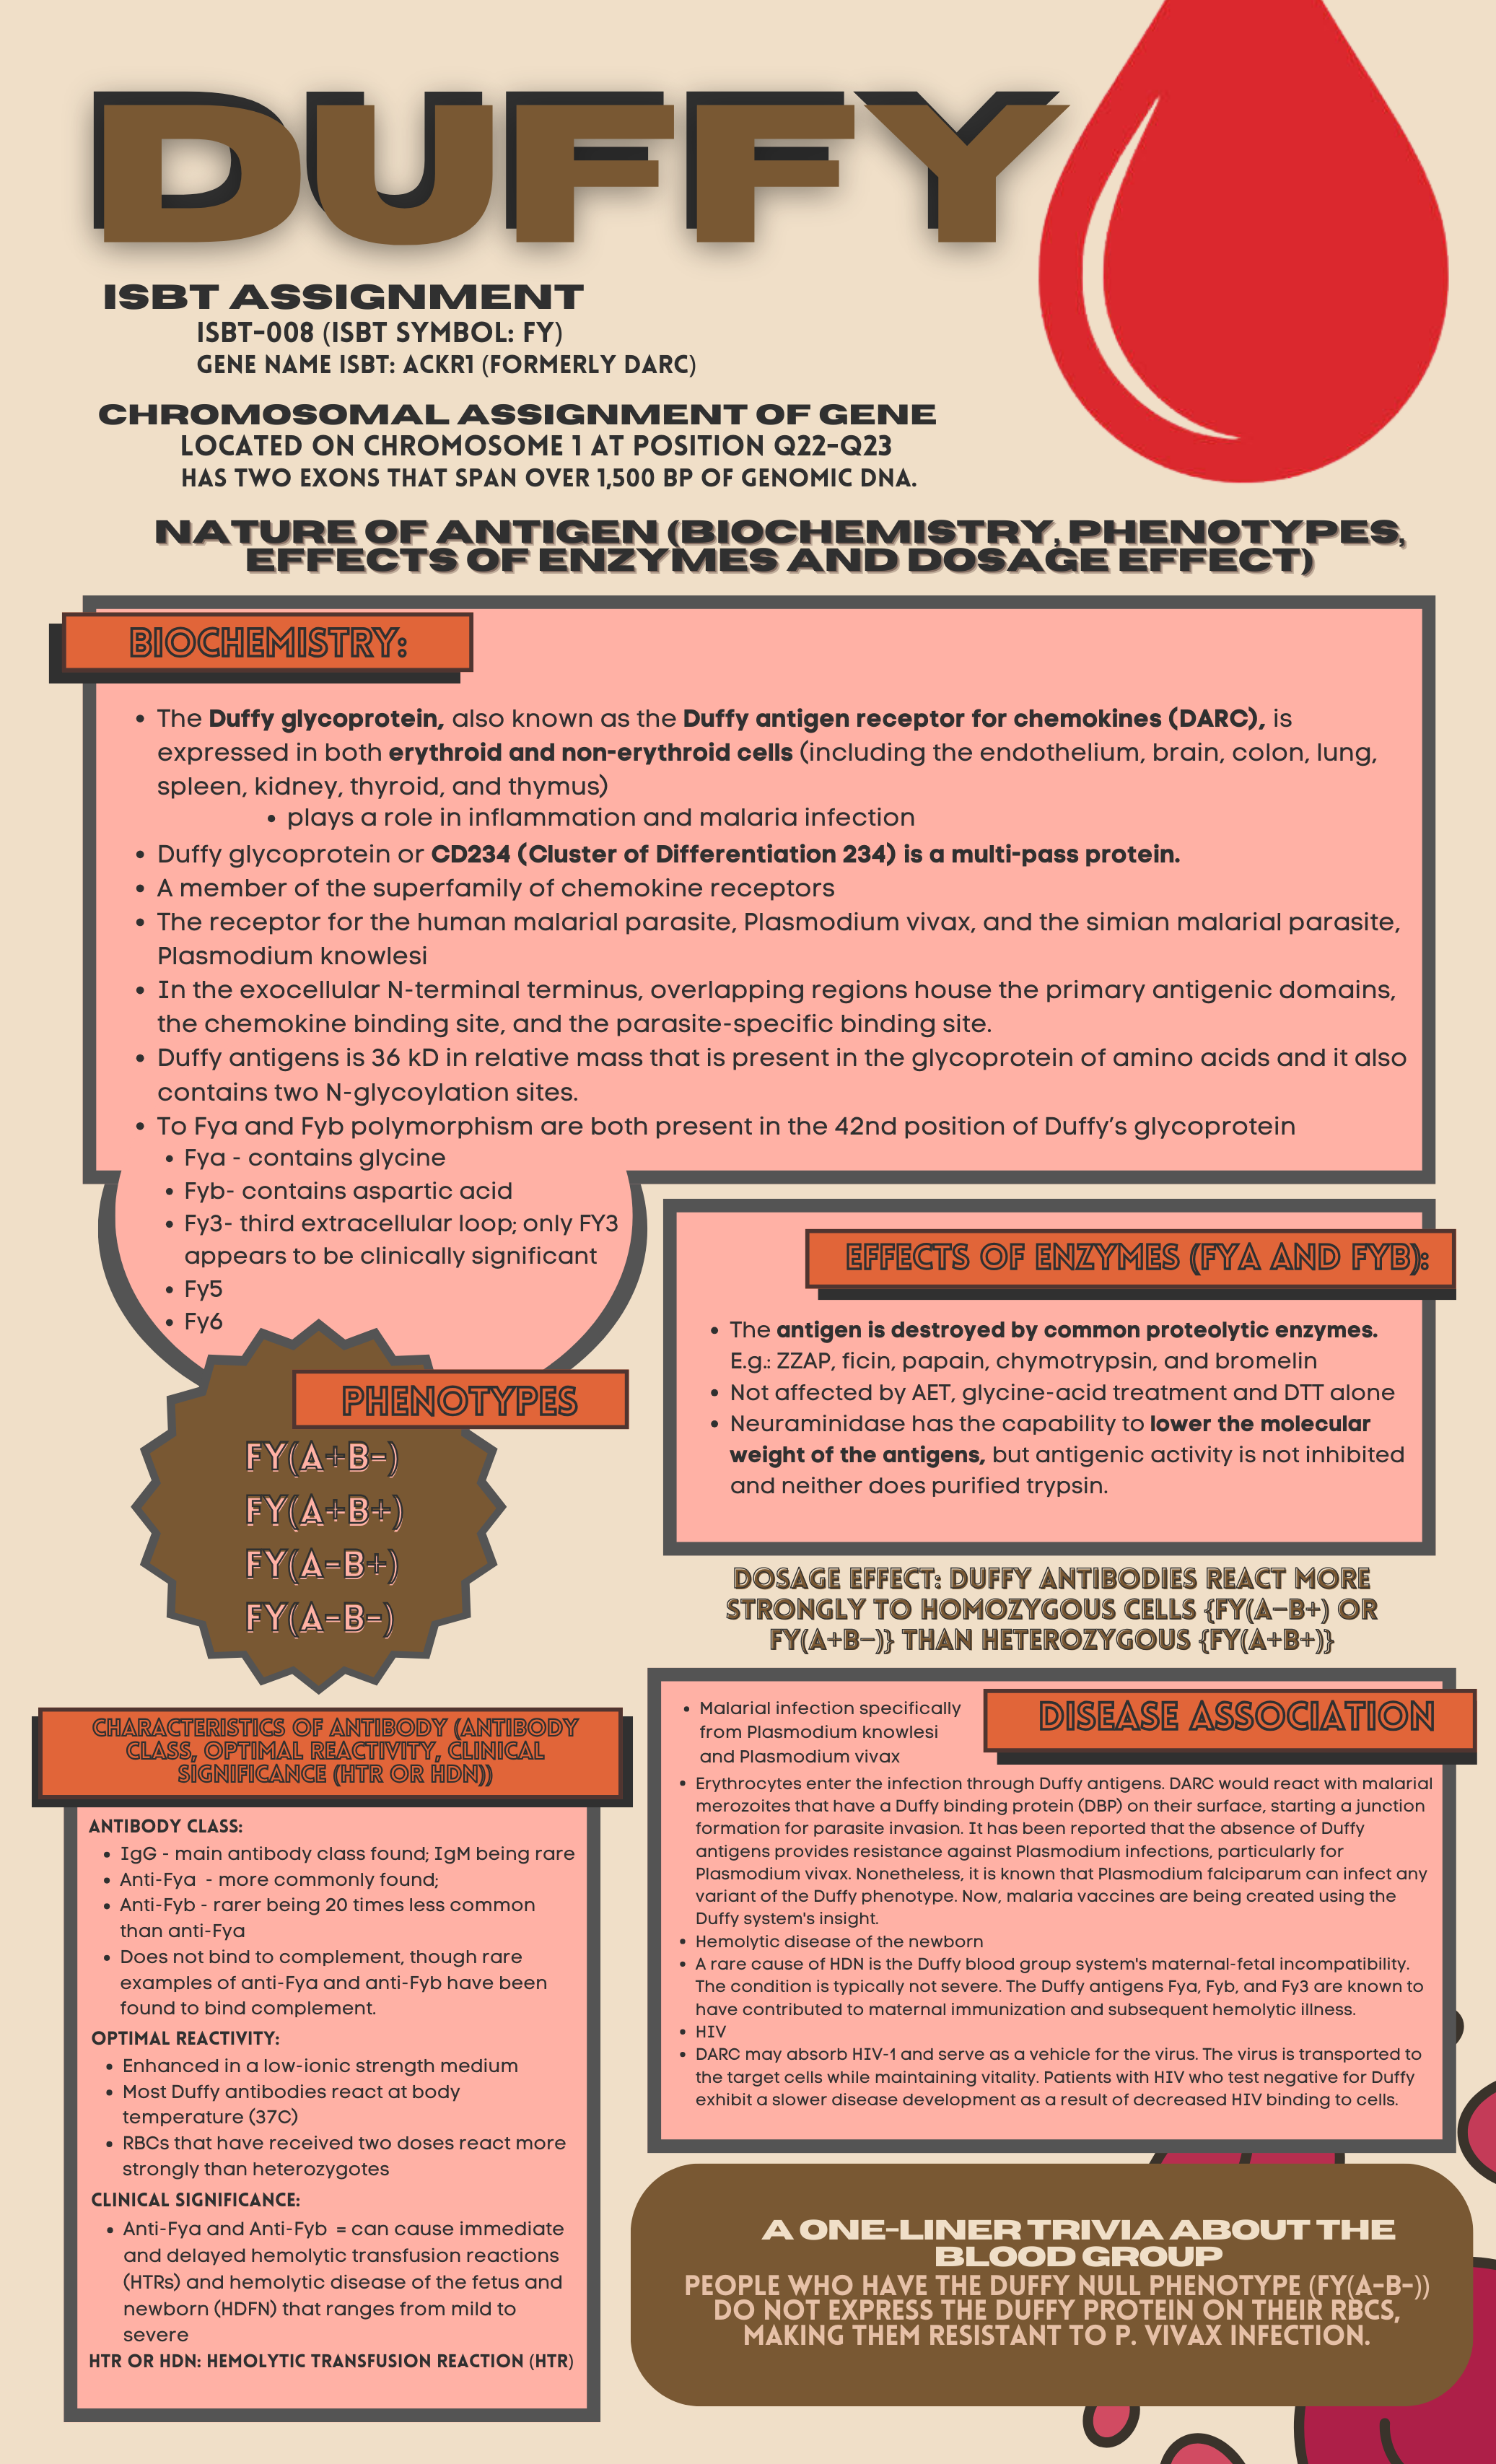 DUFFY
ISBT ASSIGNMENT
ISBT-008 (ISBT SYMBOL: FY)
GENE NAME ISBT: ACKR1 (FORMERLY DARC)
CHROMOSOMAL ASSIGNMENT OF GENE
LOCATED ON CHROMOSOME 1 AT POSITION Q22-Q23
HAS TWO EXONS THAT SPAN OVER 1,500 BP OF GENOMIC DNA.
NATURE OF ANTIGEN (BIOCHEMISTRY, PHENOTYPES,
EFFECTS OF ENZYMES AND DOSAGE EFFECT)
BIOCHEMISTRY:
• The Duffy glycoprotein, also known as the Duffy antigen receptor for chemokines (DARC), is
expressed in both erythroid and non-erythroid cells (including the endothelium, brain, colon, lung,
spleen, kidney, thyroid, and thymus)
• plays a role in inflammation and malaria infection
• Duffy glycoprotein or CD234 (Cluster of Differentiation 234) is a multi-pass protein.
• A member of the superfamily of chemokine receptors
• The receptor for the human malarial parasite, Plasmodium vivax, and the simian malarial parasite,
Plasmodium knowlesi
• In the exocellular N-terminal terminus, overlapping regions house the primary antigenic domains,
the chemokine binding site, and the parasite-specific binding site.
• Duffy antigens is 36 kD in relative mass that is present in the glycoprotein of amino acids and it also
contains two N-glycoylation sites.
• To Fya and Fyb polymorphism are both present in the 42nd position of Duffy's glycoprotein
• Fya - contains glycine
• Fyb- contains aspartic acid
• Fy3- third extracellular loop; only FY3
appears to be clinically significant
• Fy5
• Fy6
PHENOTYPES
FY(A+B-)
FY(A+B+)
FY(A-B+)
FY(A-B-)
EFFECTS OF ENZYMES (FYA AND FYB):
• The antigen is destroyed by common proteolytic enzymes.
E.g.: ZZAP, ficin, papain, chymotrypsin, and bromelin
• Not affected by AET, glycine-acid treatment and DTT alone
• Neuraminidase has the capability to lower the molecular
weight of the antigens, but antigenic activity is not inhibited
and neither does purified trypsin.
DOSAGE EFFECT: DUFFY ANTIBODIES REACT MORE
STRONGLY TO HOMOZYGOUS CELLS {FY(A−B+) OR
FY(A+B−)} THAN HETEROZYGOUS {FY(A+B+)}
CHARACTERISTICS OF ANTIBODY (ANTIBODY
CLASS, OPTIMAL REACTIVITY, CLINICAL
SIGNIFICANCE (HTR OR HDN))
ANTIBODY CLASS:
• IgG - main antibody class found; IgM being rare
• Anti-Fya - more commonly found;
• Anti-Fyb - rarer being 20 times less common
than anti-Fya
• Does not bind to complement, though rare
examples of anti-Fya and anti-Fyb have been
found to bind complement.
OPTIMAL REACTIVITY:
• Enhanced in a low-ionic strength medium
• Most Duffy antibodies react at body
temperature (37C)
• RBCs that have received two doses react more
strongly than heterozygotes
CLINICAL SIGNIFICANCE:
• Anti-Fya and Anti-Fyb = can cause immediate
and delayed hemolytic transfusion reactions
(HTRs) and hemolytic disease of the fetus and
newborn (HDFN) that ranges from mild to
severe
HTR OR HDN: HEMOLYTIC TRANSFUSION REACTION (HTR)
DISEASE ASSOCIATION
• Malarial infection specifically
from Plasmodium knowlesi
and Plasmodium vivax
• Erythrocytes enter the infection through Duffy antigens. DARC would react with malarial
merozoites that have a Duffy binding protein (DBP) on their surface, starting a junction
formation for parasite invasion. It has been reported that the absence of Duffy
antigens provides resistance against Plasmodium infections, particularly for
Plasmodium vivax. Nonetheless, it is known that Plasmodium falciparum can infect any
variant of the Duffy phenotype. Now, malaria vaccines are being created using the
Duffy system's insight.
• Hemolytic disease of the newborn
• A rare cause of HDN is the Duffy blood group system's maternal-fetal incompatibility.
The condition is typically not severe. The Duffy antigens Fya, Fyb, and Fy3 are known to
have contributed to maternal immunization and subsequent hemolytic illness.
• HIV
• DARC may absorb HIV-1 and serve as a vehicle for the virus. The virus is transported to
the target cells while maintaining vitality. Patients with HIV who test negative for Duffy
exhibit a slower disease development as a result of decreased HIV binding to cells.
A ONE-LINER TRIVIA ABOUT THE
BLOOD GROUP
PEOPLE WHO HAVE THE DUFFY NULL PHENOTYPE (FY(A-B-))
DO NOT EXPRESS THE DUFFY PROTEIN ON THEIR RBCS,
MAKING THEM RESISTANT TO P. VIVAX INFECTION.